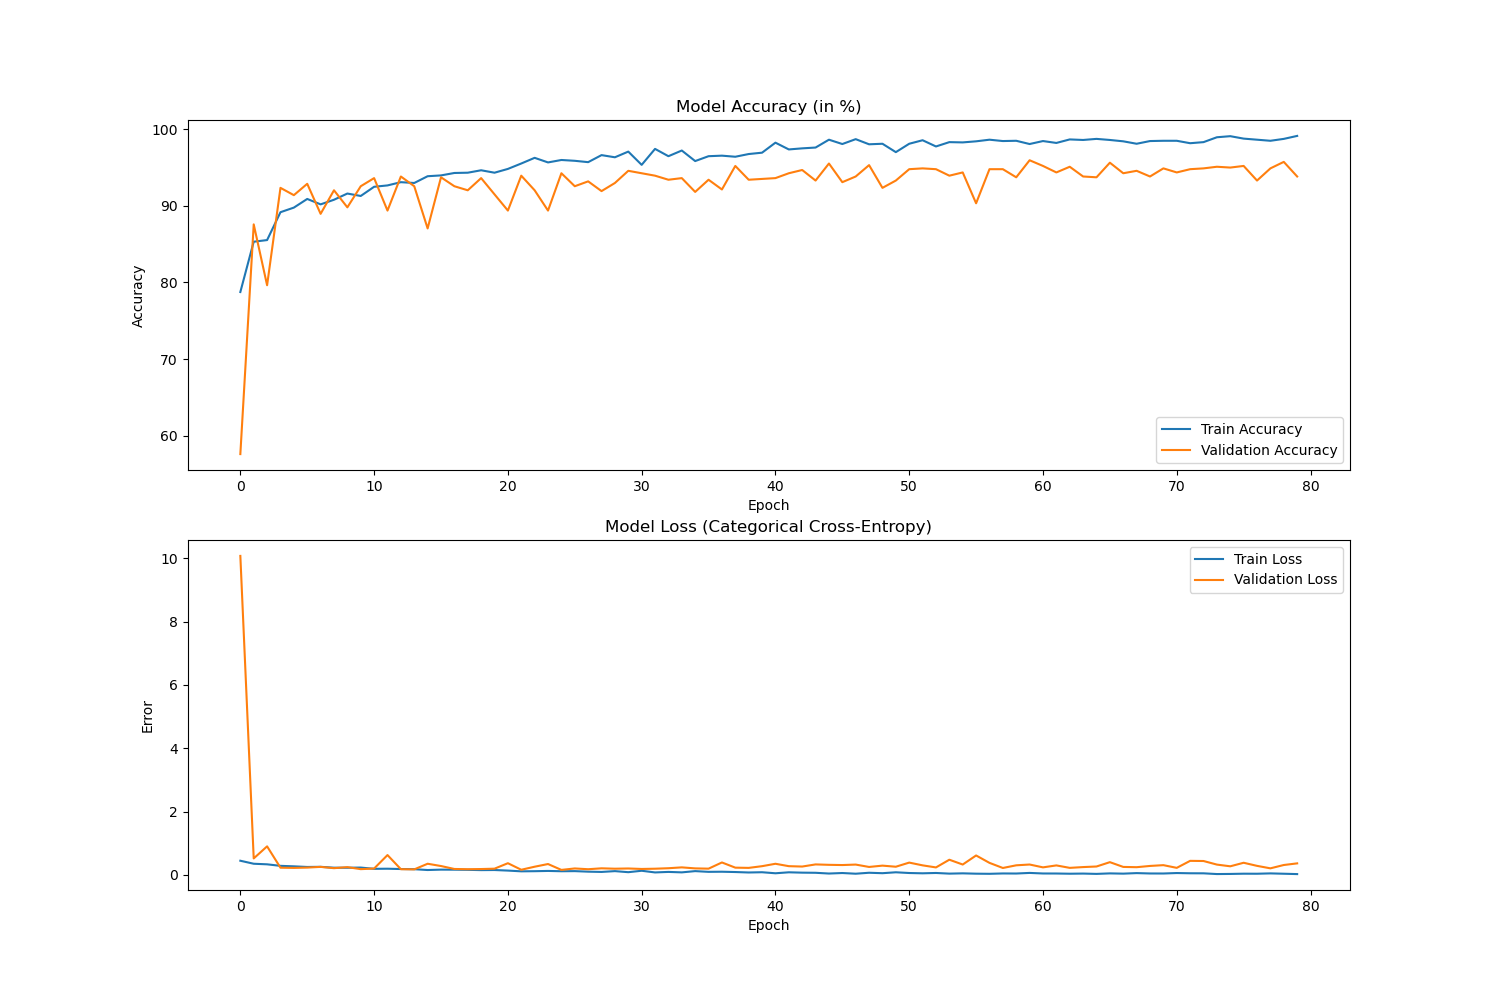 Model Accuracy (in %)
100
90
80
70
60
Accuracy
Train Accuracy
Validation Accuracy
0 10 20 30 40 50 60 70 80
Epoch
Model Loss (Categorical Cross-Entropy)
10
8
6
4
2
0
Error
Train Loss
Validation Loss
0 10 20 30 40 50 60 70 80
Epoch